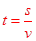 t = s/v